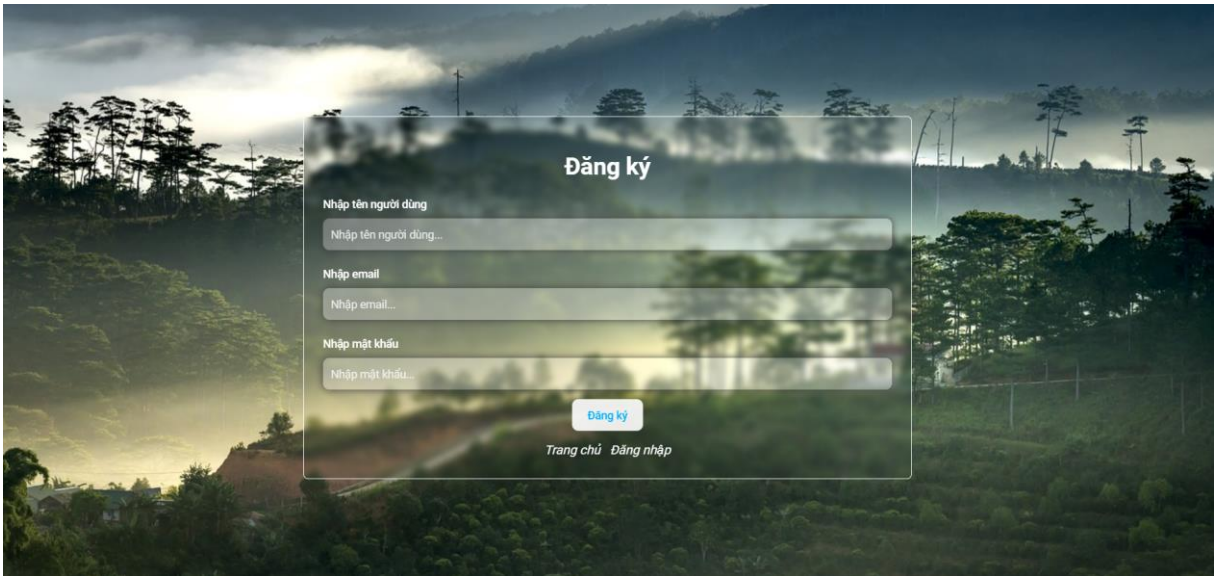 Đăng ký
Nhập tên người dùng
Nhập tên người dùng...
Nhập email
Nhập email...
Nhập mật khẩu
Nhập mật khẩu...
Đăng ký
Trang chủ Đăng nhập